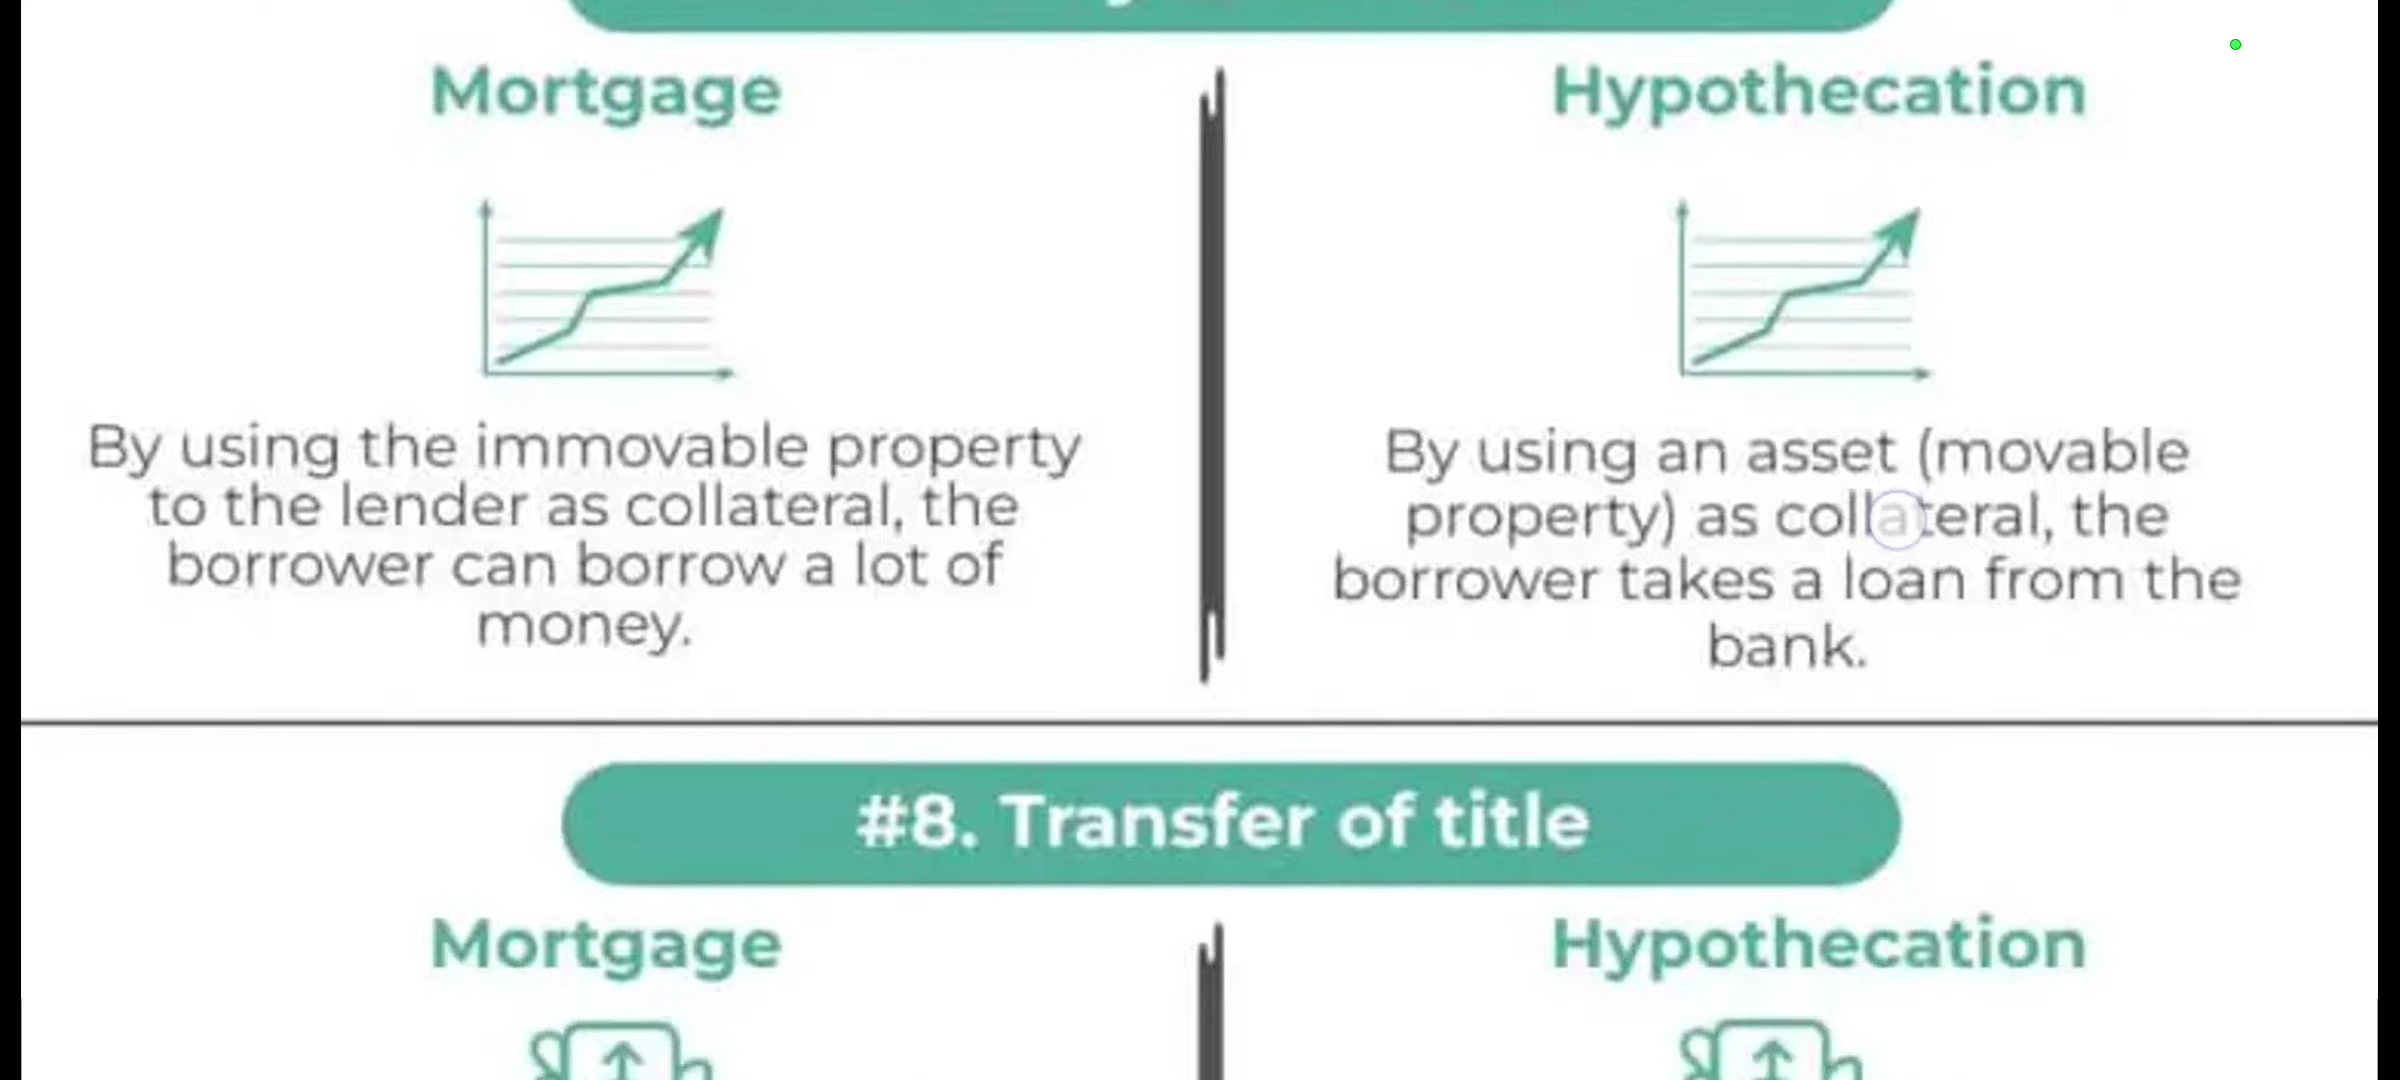 Mortgage
Hypothecation
By using the immovable property
to the lender as collateral, the
borrower can borrow a lot of
money.
By using an asset (movable
property) as collateral, the
borrower takes a loan from the
bank.
#8. Transfer of title
Mortgage
Hypothecation